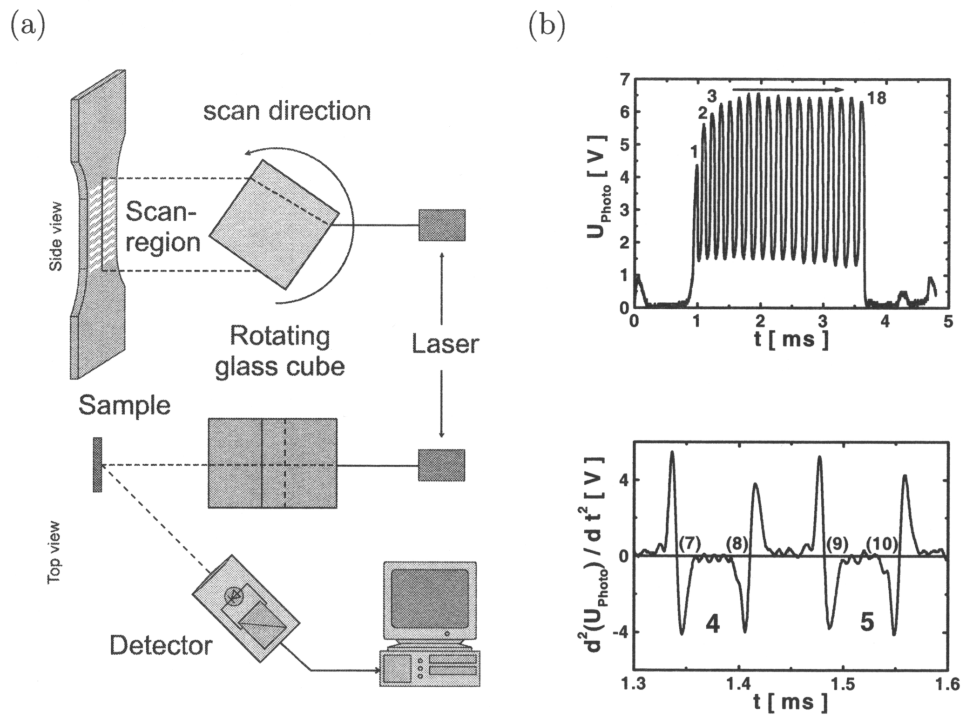 (a)
scan direction
Side view
Scan-
region
Rotating
glass cube
Laser
Sample
Top view
Detector
(b)
7
6
5
4
3
2
1
0
U_Photo [ V ]
1
2
3
18
0 1 2 3 4 5
t [ ms ]
4
0
-4
d²(U_Photo) / d t² [ V ]
(7) (8) (9) (10)
4 5
1.3 1.4 1.5 1.6
t [ ms ]